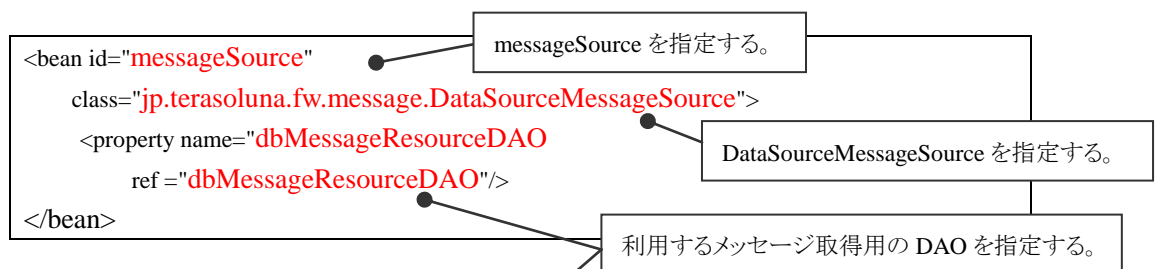 messageSource を指定する。
<bean id="messageSource"
class="jp.terasoluna.fw.message.DataSourceMessageSource">
<property name="dbMessageResourceDAO
DataSourceMessageSource を指定する。
ref ="dbMessageResourceDAO"/>
</bean>
利用するメッセージ取得用の DAO を指定する。